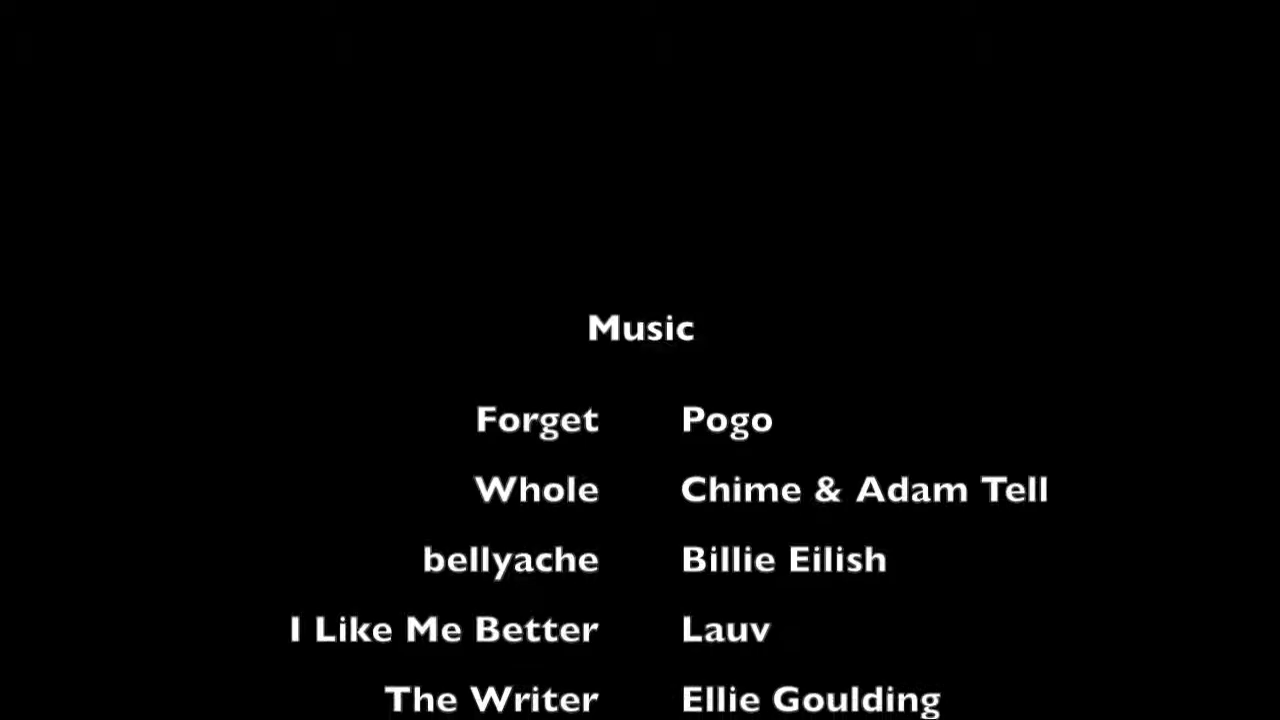 Music
Forget Pogo
Whole Chime & Adam Tell
bellyache Billie Eilish
I Like Me Better Lauv
The Writer Ellie Goulding